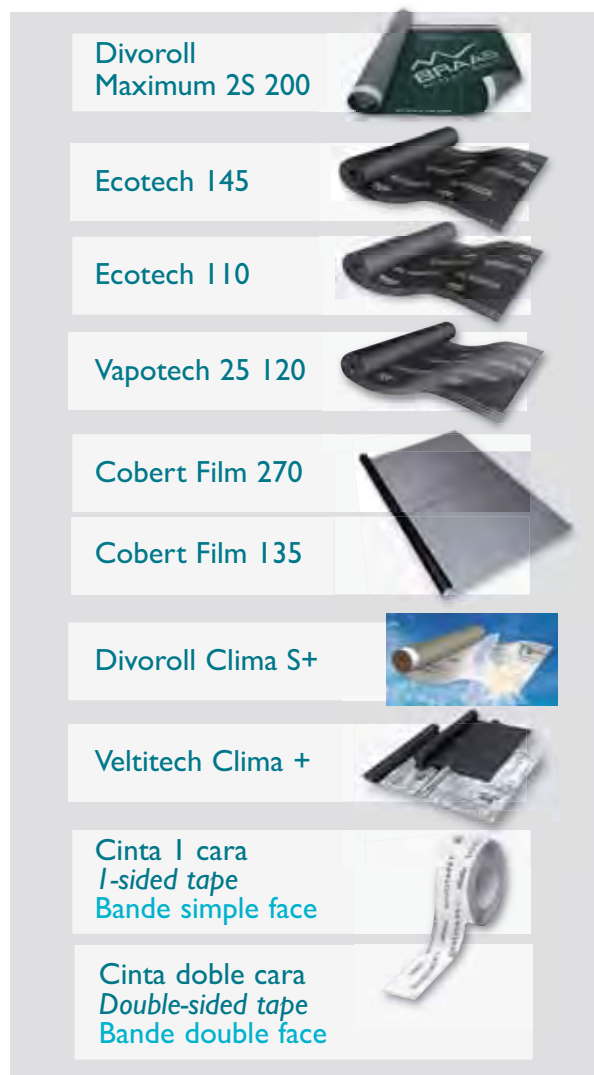 Divoroll
Maximum 2S 200
BRAAS
Ecotech 145
Ecotech 110
Vapotech 25 120
Cobert Film 270
Cobert Film 135
Divoroll Clima S+
Veltitech Clima +
Cinta 1 cara
1-sided tape
Bande simple face
Cinta doble cara
Double-sided tape
Bande double face